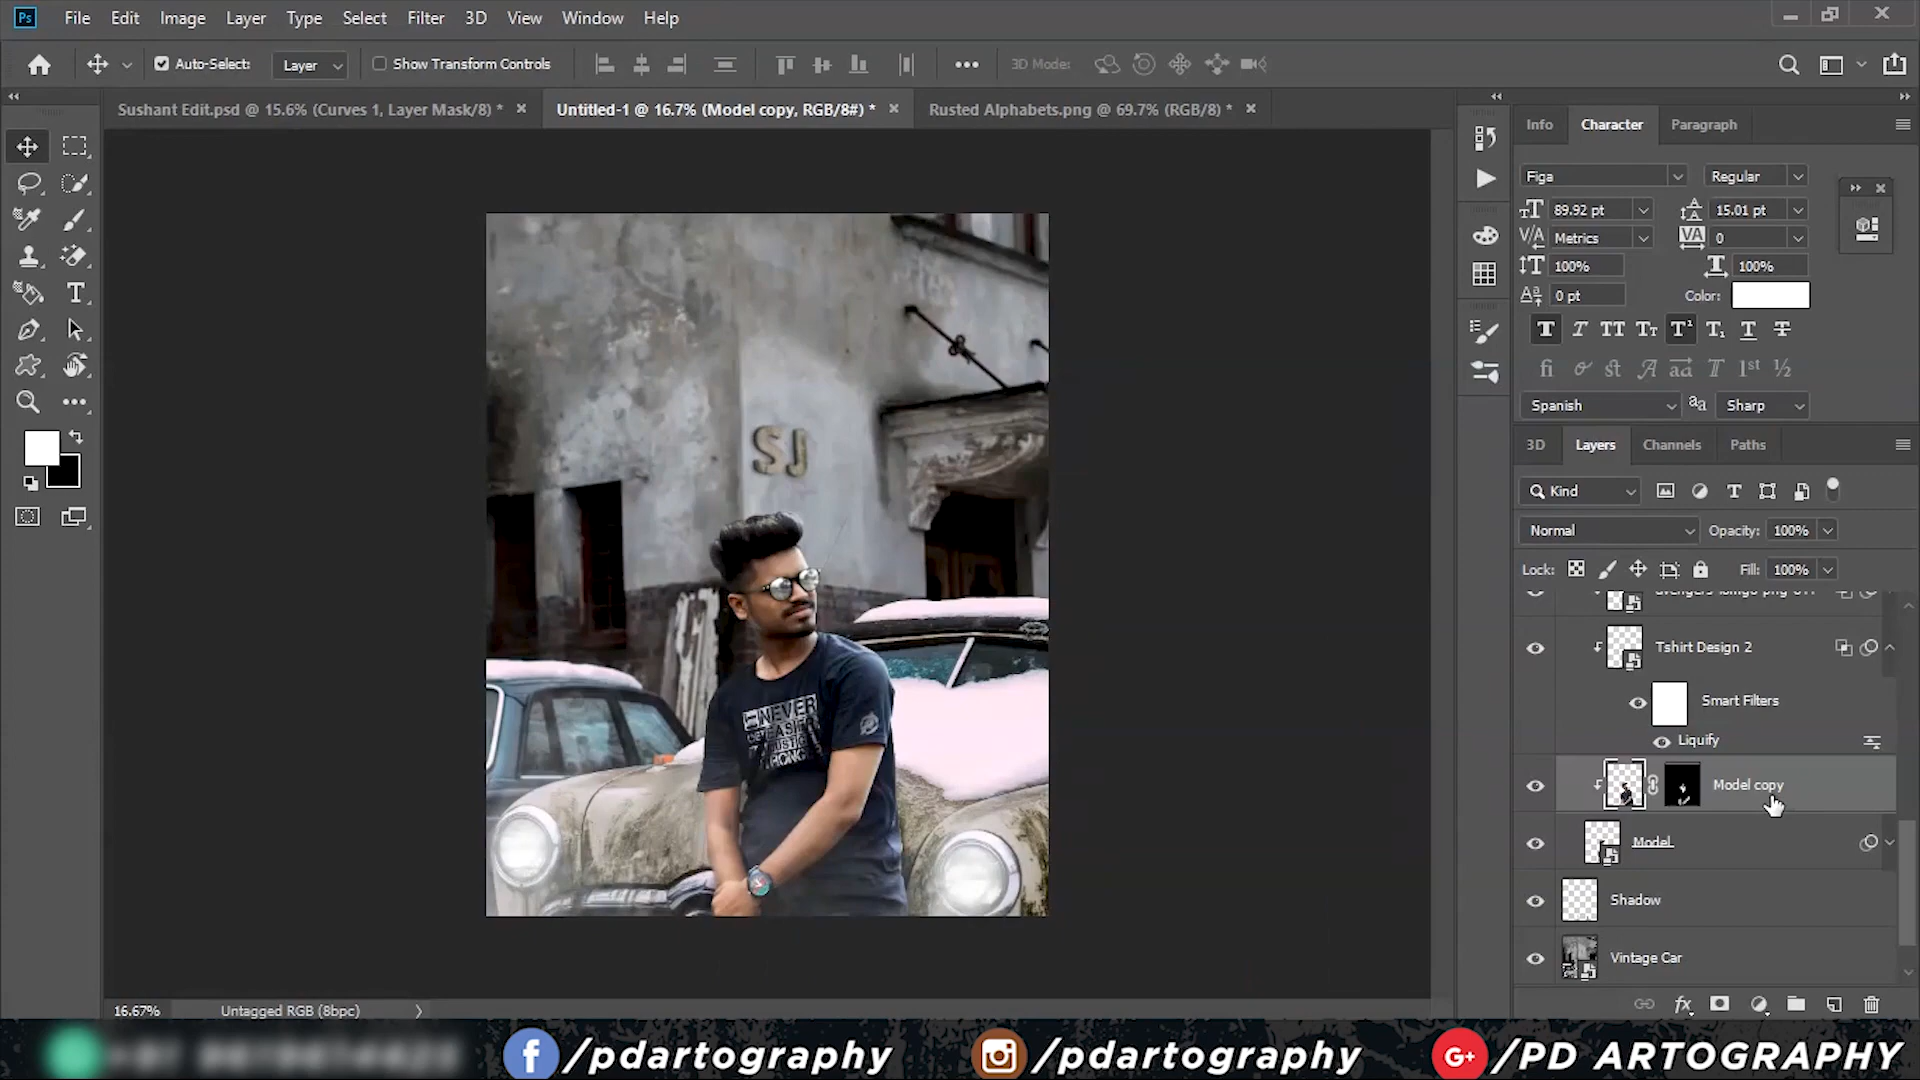 Ps File Edit Image Layer Type Select Filter 3D View Window Help
Auto-Select: Layer Show Transform Controls 3D Mode:
Sushant Edit.psd @ 15.6% (Curves 1, Layer Mask/8) *
Untitled-1 @ 16.7% (Model copy, RGB/8#) *
Rusted Alphabets.png @ 69.7% (RGB/8) *
Info Character Paragraph
Figa Regular
89.92 pt 15.01 pt
Metrics 0
100% 100%
0 pt Color:
Spanish aa Sharp
3D Layers Channels Paths
Kind
Normal Opacity: 100%
Lock: Fill: 100%
Tshirt Design 2
Smart Filters
Liquify
Model copy
Model
Shadow
Vintage Car
SJ
NEVER
16.67% Untagged RGB (8bpc)
/pdartography
/pdartography
G+ /PD ARTOGRAPHY